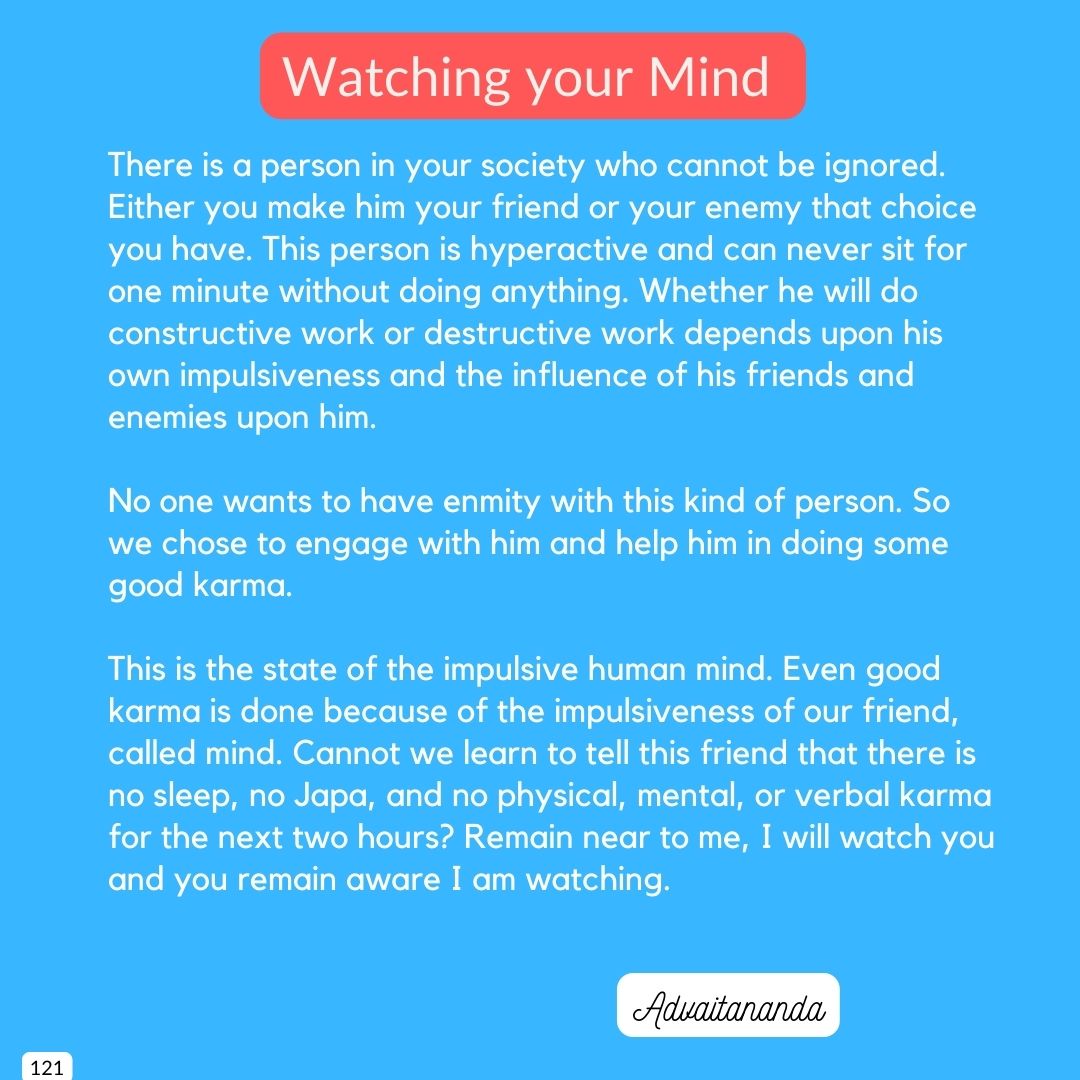 Watching your Mind
There is a person in your society who cannot be ignored.
Either you make him your friend or your enemy that choice
you have. This person is hyperactive and can never sit for
one minute without doing anything. Whether he will do
constructive work or destructive work depends upon his
own impulsiveness and the influence of his friends and
enemies upon him.
No one wants to have enmity with this kind of person. So
we chose to engage with him and help him in doing some
good karma.
This is the state of the impulsive human mind. Even good
karma is done because of the impulsiveness of our friend,
called mind. Cannot we learn to tell this friend that there is
no sleep, no Japa, and no physical, mental, or verbal karma
for the next two hours? Remain near to me, I will watch you
and you remain aware I am watching.
Advaitananda
121